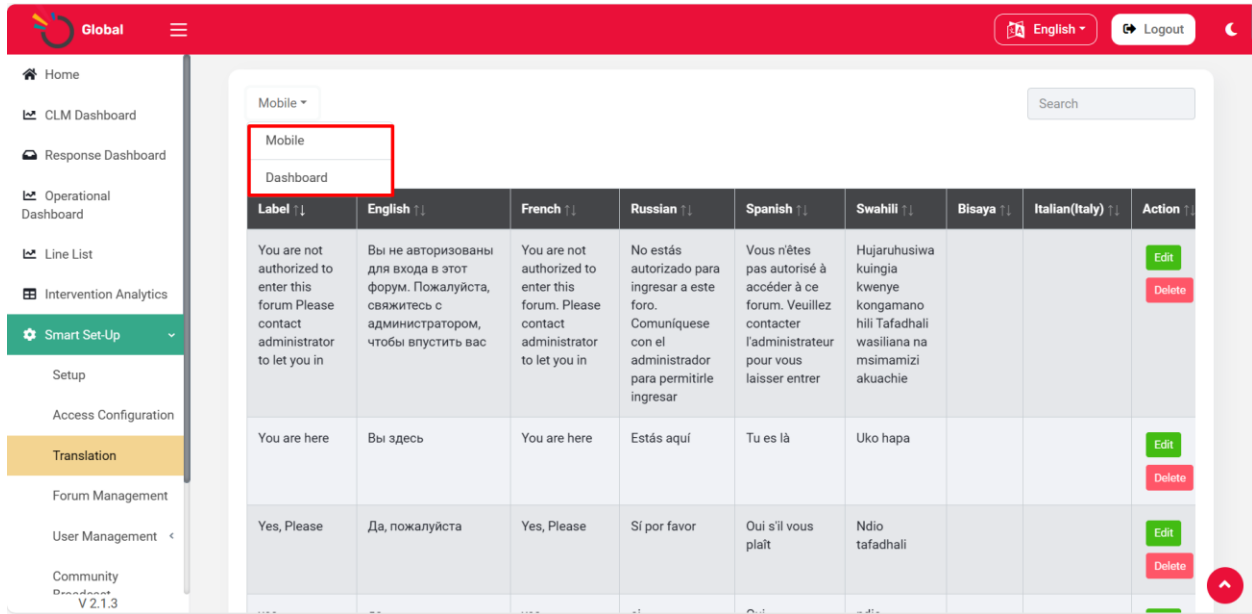 Global
English
Logout
Home
CLM Dashboard
Response Dashboard
Operational
Dashboard
Line List
Intervention Analytics
Smart Set-Up
Setup
Access Configuration
Translation
Forum Management
User Management
Community
V 2.1.3
Mobile
Search
Mobile
Dashboard
Label English French Russian Spanish Swahili Bisaya Italian(Italy) Action
You are not
authorized to
enter this
forum Please
contact
administrator
to let you in
Вы не авторизованы
для входа в этот
форум. Пожалуйста,
свяжитесь с
администратором,
чтобы впустить вас
You are not
authorized to
enter this
forum. Please
contact
administrator
to let you in
No estás
autorizado para
ingresar a este
foro.
Comuníquese
con el
administrador
para permitirle
ingresar
Vous n'êtes
pas autorisé à
accéder à ce
forum. Veuillez
contacter
l'administrateur
pour vous
laisser entrer
Hujaruhusiwa
kuingia
kwenye
kongamano
hili Tafadhali
wasiliana na
msimamizi
akuachie
Edit
Delete
You are here
Вы здесь
You are here
Estás aquí
Tu es là
Uko hapa
Edit
Delete
Yes, Please
Да, пожалуйста
Yes, Please
Sí por favor
Oui s'il vous
plaît
Ndio
tafadhali
Edit
Delete